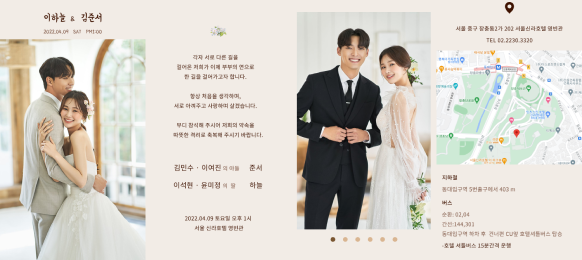 이하늘 & 김준서
2022.04.09 SAT PM1:00
각자 서로 다른 길을
걸어온 저희가 이제 부부의 연으로
한 길을 걸어가고자 합니다.
항상 처음을 생각하며,
서로 아껴주고 사랑하며 살겠습니다.
부디 참석해 주시어 저희의 약속을
따뜻한 격려로 축복해 주시기 바랍니다.
김민수 · 이여진 의 아들 준서
이석현 · 윤미정 의 딸 하늘
2022.04.09 토요일 오후 1시
서울 신라호텔 영빈관
서울 중구 장충동2가 202 서울신라호텔 영빈관
TEL 02.2230.3320
지하철
동대입구역 5번출구에서 403 m
버스
순환: 02,04
간선:144,301
동대입구역 하차 후 건너편 CU앞 호텔셔틀버스 탑승
-호텔 셔틀버스 15분간격 운행